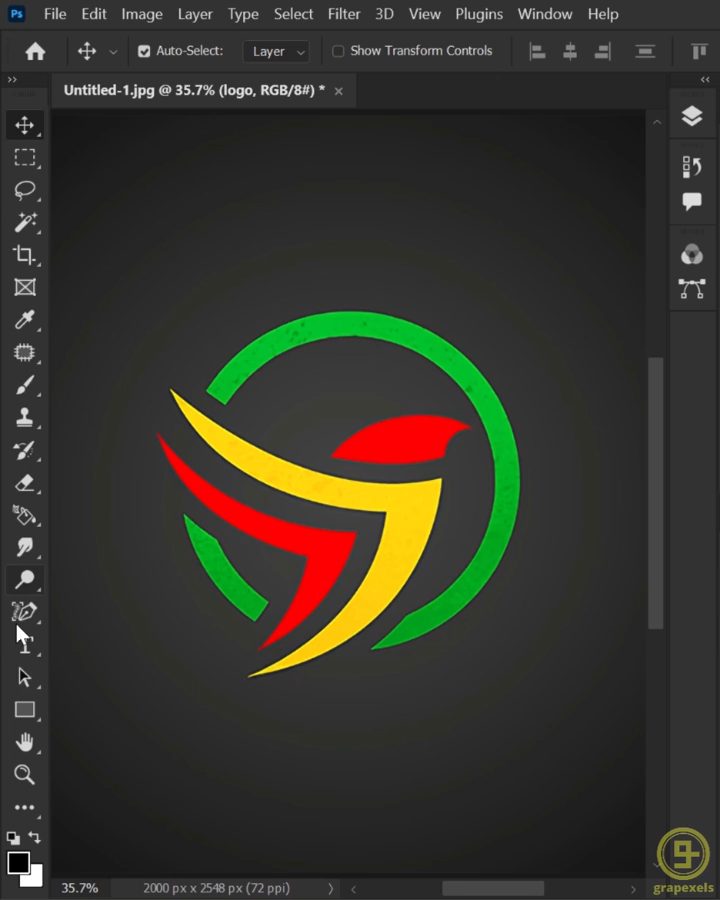 Ps File Edit Image Layer Type Select Filter 3D View Plugins Window Help
Auto-Select: Layer Show Transform Controls
Untitled-1.jpg @ 35.7% (logo, RGB/8#) * ×
T
35.7% 2000 px x 2548 px (72 ppi)
grapexels